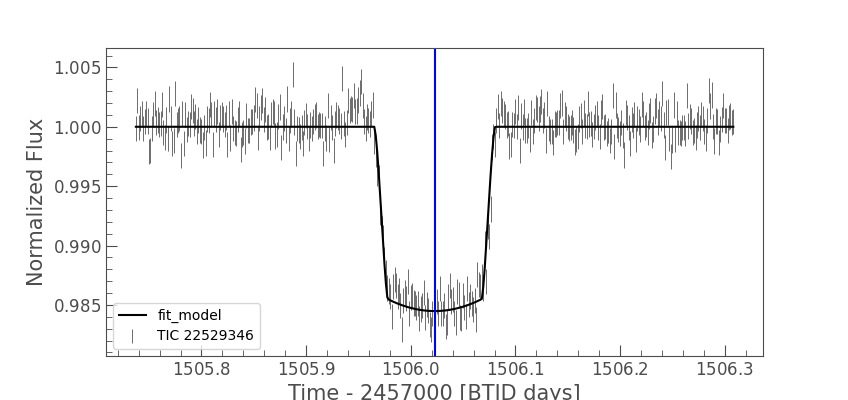 1.005
1.000
0.995
0.990
0.985
Normalized Flux
fit_model
TIC 22529346
1505.8 1505.9 1506.0 1506.1 1506.2 1506.3
Time - 2457000 [BTJD days]